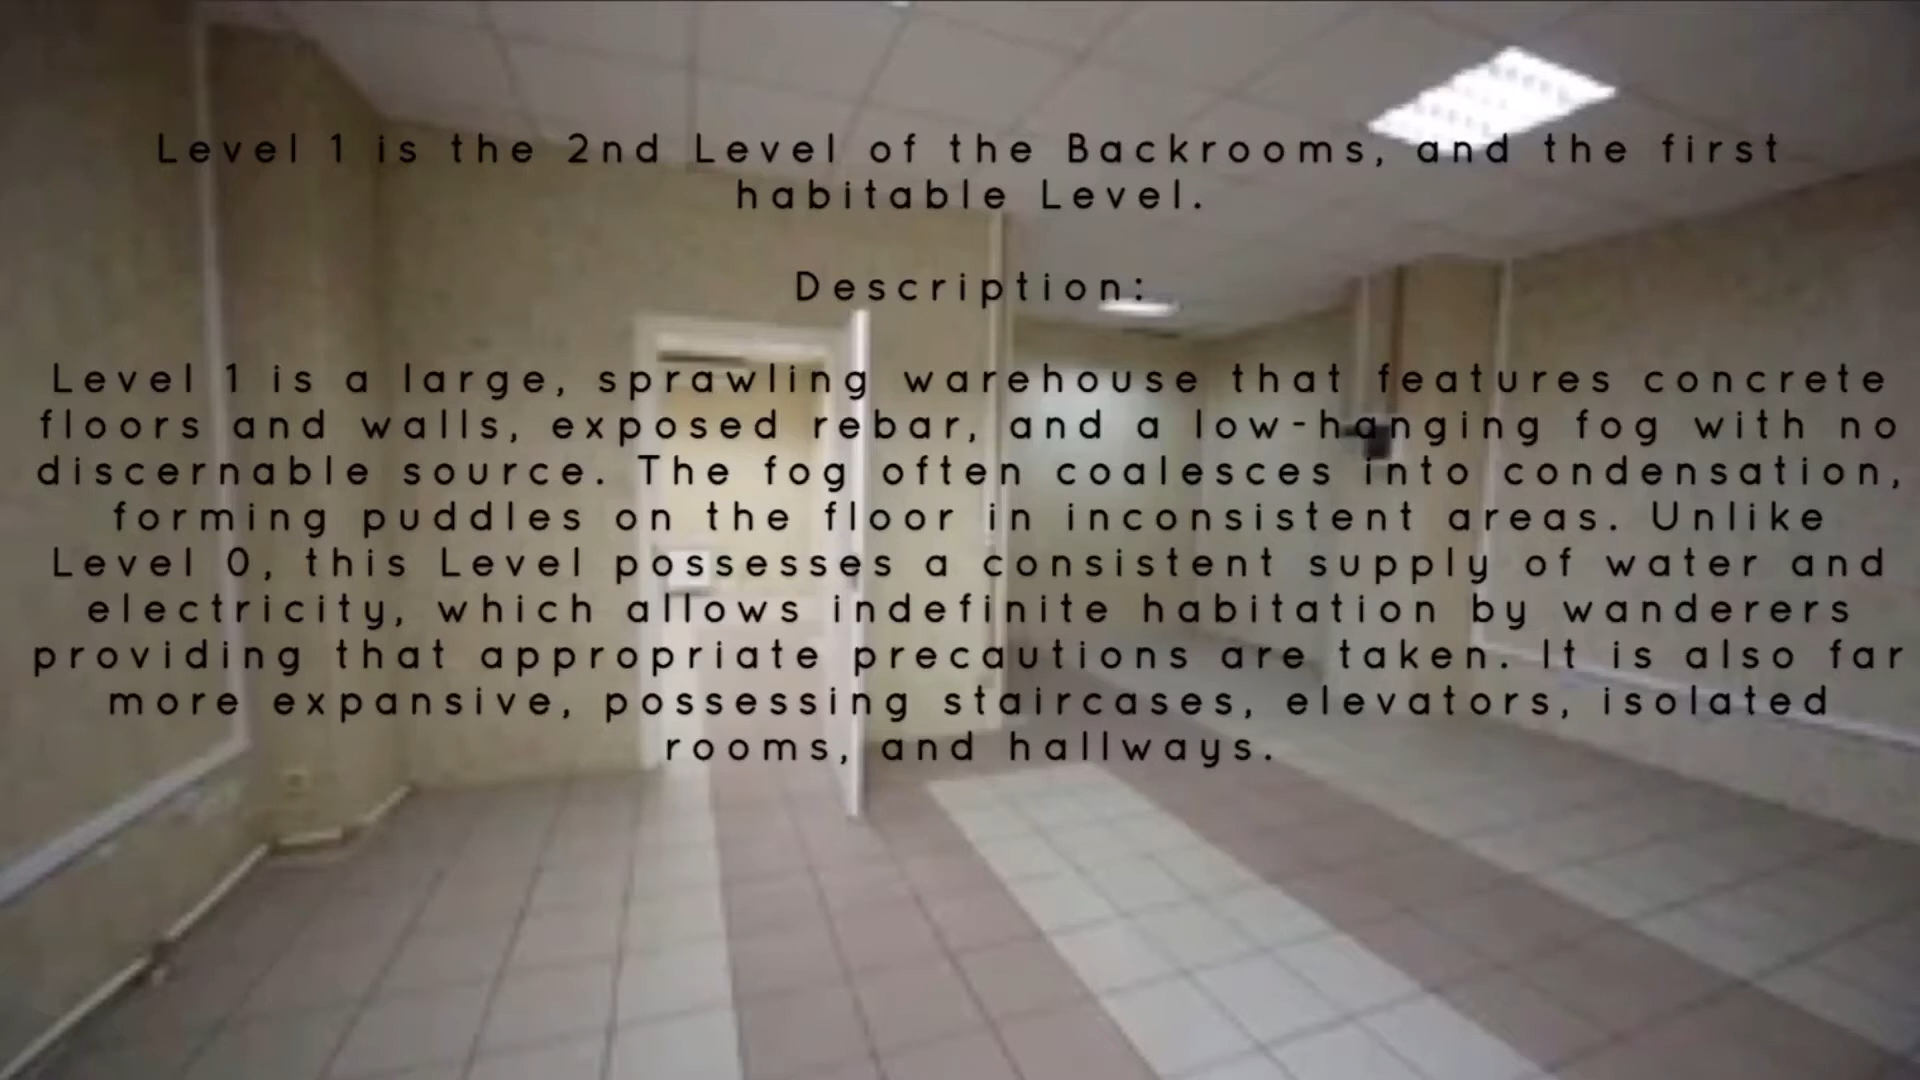 Level 1 is the 2nd Level of the Backrooms, and the first
habitable Level.
Description:
Level 1 is a large, sprawling warehouse that features concrete
floors and walls, exposed rebar, and a low-hanging fog with no
discernable source. The fog often coalesces into condensation,
forming puddles on the floor in inconsistent areas. Unlike
Level 0, this Level possesses a consistent supply of water and
electricity, which allows indefinite habitation by wanderers
providing that appropriate precautions are taken. It is also far
more expansive, possessing staircases, elevators, isolated
rooms, and hallways.